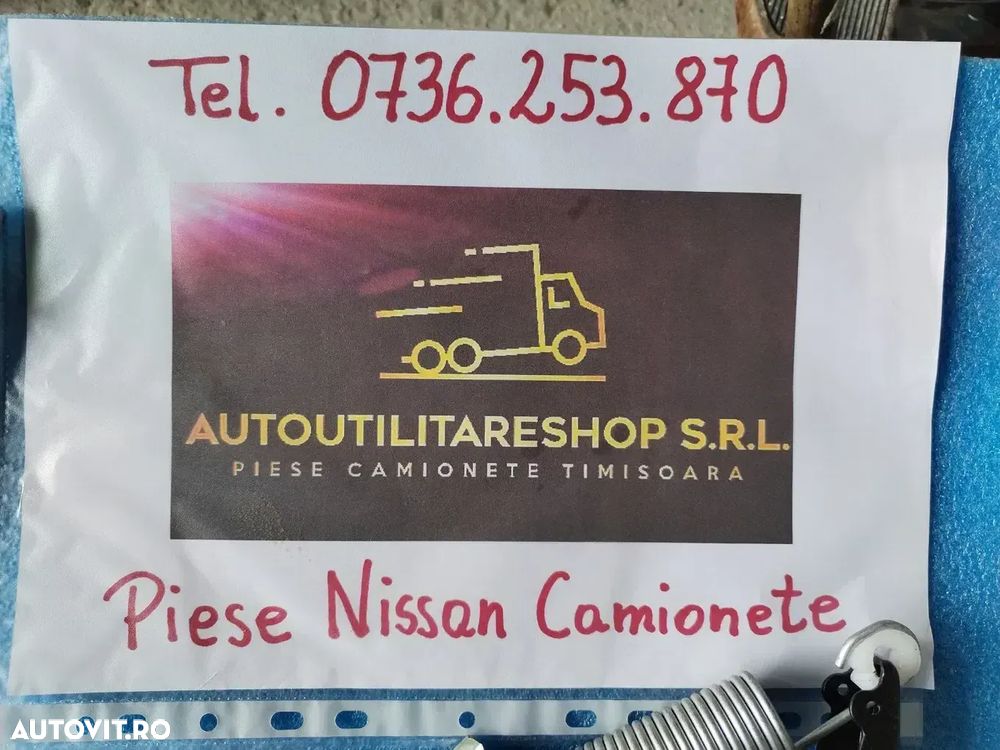 Tel. 0736.253.870
AUTOUTILITARESHOP S.R.L.
PIESE CAMIONETE TIMISOARA
Piese Nissan Camionete
AUTOVIT.RO